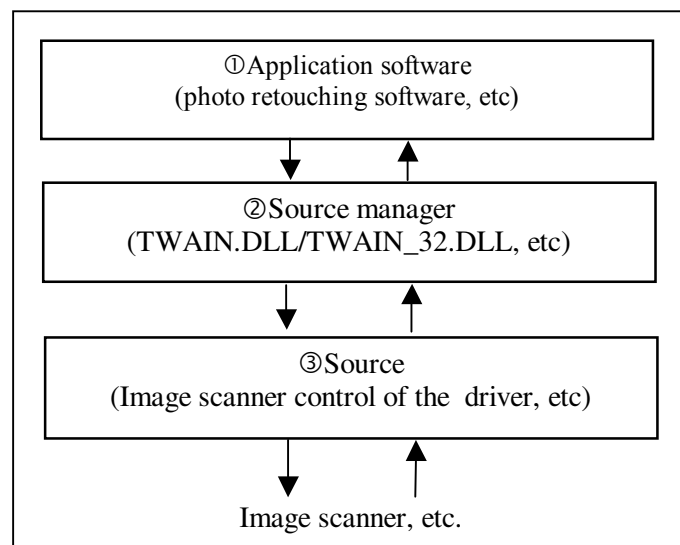 ①Application software
(photo retouching software, etc)
②Source manager
(TWAIN.DLL/TWAIN_32.DLL, etc)
③Source
(Image scanner control of the driver, etc)
Image scanner, etc.